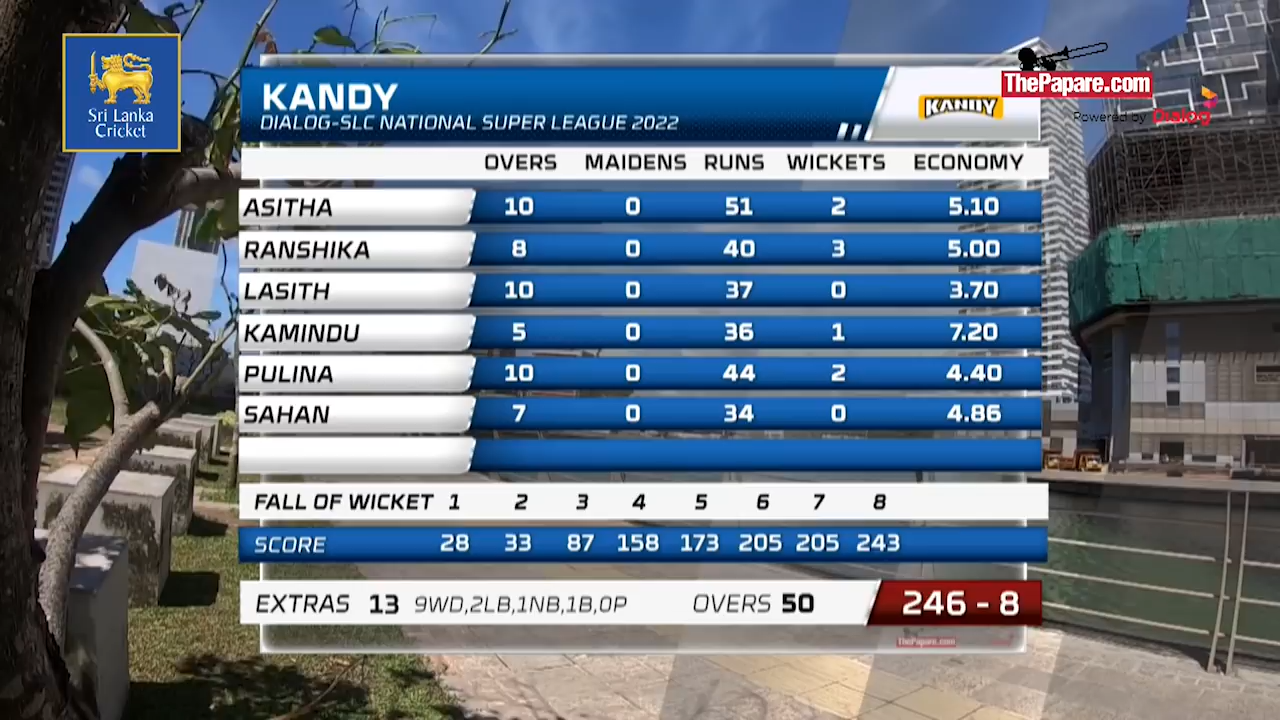 Sri Lanka
Cricket
ThePapare.com
Powered by Dialog
KANDY
DIALOG-SLC NATIONAL SUPER LEAGUE 2022
KANDY
OVERS MAIDENS RUNS WICKETS ECONOMY
ASITHA 10 0 51 2 5.10
RANSHIKA 8 0 40 3 5.00
LASITH 10 0 37 0 3.70
KAMINDU 5 0 36 1 7.20
PULINA 10 0 44 2 4.40
SAHAN 7 0 34 0 4.86
FALL OF WICKET 1 2 3 4 5 6 7 8
SCORE 28 33 87 158 173 205 205 243
EXTRAS 13 9WD,2LB,1NB,1B,0P OVERS 50 246 - 8
ThePapare.com